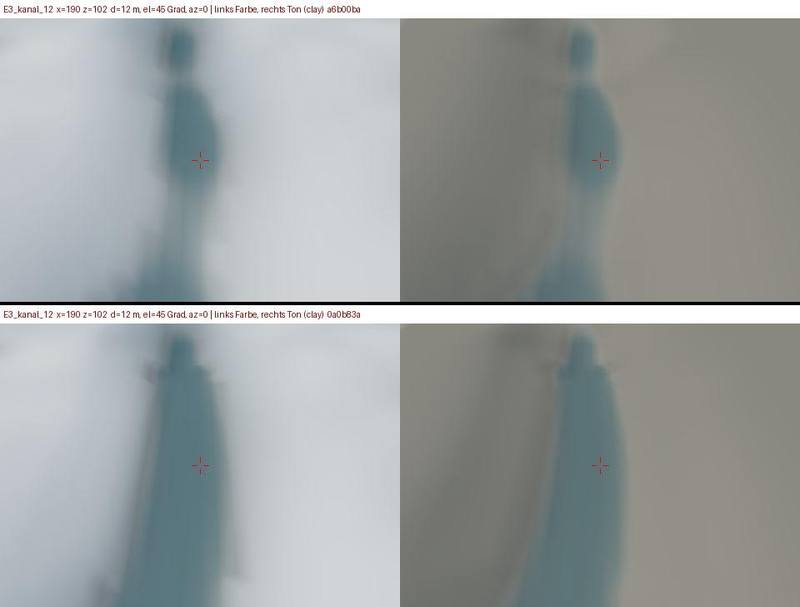 E3_kanal_12 x=190 z=102 d=12 m, el=45 Grad, az=0 | links Farbe, rechts Ton (clay) a6b00ba
E3_kanal_12 x=190 z=102 d=12 m, el=45 Grad, az=0 | links Farbe, rechts Ton (clay) 0a0b83a